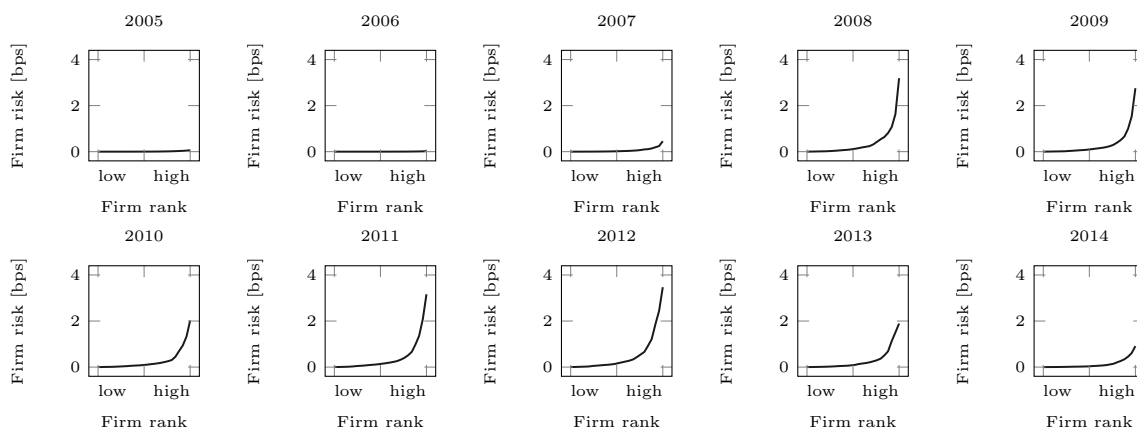 2005 2006 2007 2008 2009
Firm risk [bps] Firm risk [bps] Firm risk [bps] Firm risk [bps] Firm risk [bps]
4 4 4 4 4
2 2 2 2 2
0 0 0 0 0
low high low high low high low high low high
Firm rank Firm rank Firm rank Firm rank Firm rank
2010 2011 2012 2013 2014
Firm risk [bps] Firm risk [bps] Firm risk [bps] Firm risk [bps] Firm risk [bps]
4 4 4 4 4
2 2 2 2 2
0 0 0 0 0
low high low high low high low high low high
Firm rank Firm rank Firm rank Firm rank Firm rank